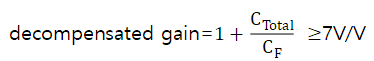 decompensated gain=1 + C_Total/C_F ≥7V/V